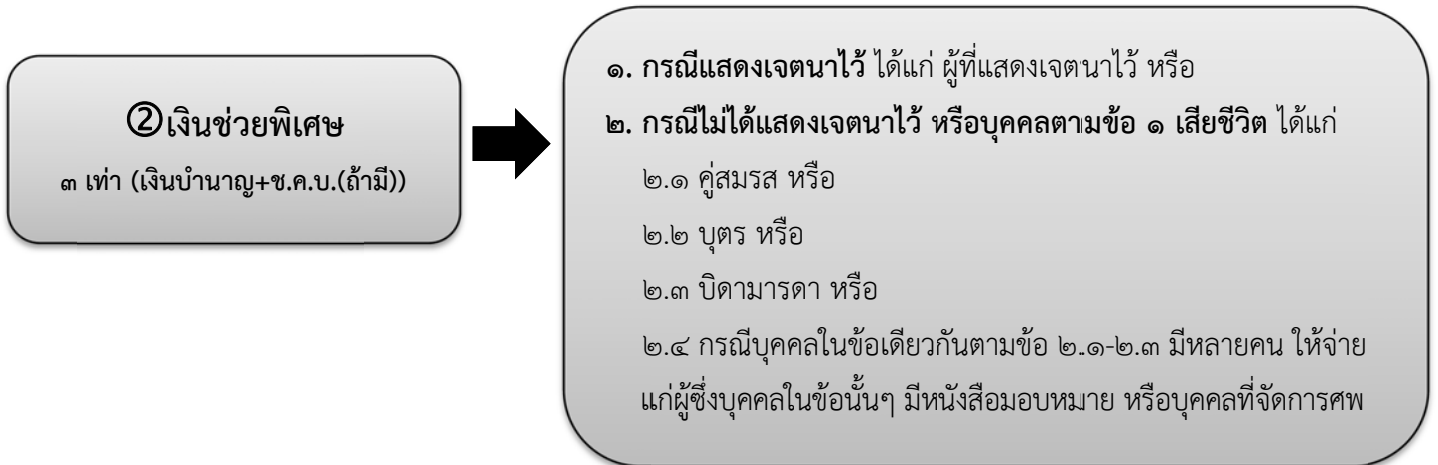 ②เงินช่วยพิเศษ
๓ เท่า (เงินบำนาญ+ช.ค.บ.(ถ้ามี))
๑. กรณีแสดงเจตนาไว้ ได้แก่ ผู้ที่แสดงเจตนาไว้ หรือ
๒. กรณีไม่ได้แสดงเจตนาไว้ หรือบุคคลตามข้อ ๑ เสียชีวิต ได้แก่
๒.๑ คู่สมรส หรือ
๒.๒ บุตร หรือ
๒.๓ บิดามารดา หรือ
๒.๔ กรณีบุคคลในข้อเดียวกันตามข้อ ๒.๑-๒.๓ มีหลายคน ให้จ่าย
แก่ผู้ซึ่งบุคคลในข้อนั้นๆ มีหนังสือมอบหมาย หรือบุคคลที่จัดการศพ